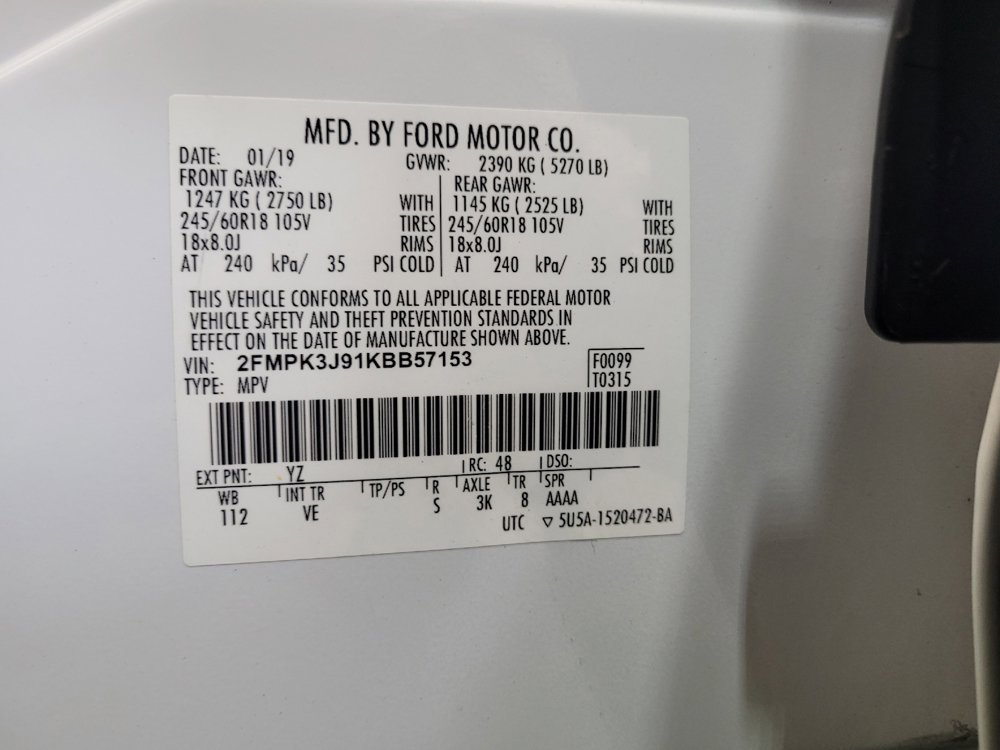 MFD. BY FORD MOTOR CO.
DATE: 01/19 GVWR: 2390 KG ( 5270 LB)
FRONT GAWR: REAR GAWR:
1247 KG ( 2750 LB) WITH 1145 KG ( 2525 LB) WITH
245/60R18 105V TIRES 245/60R18 105V TIRES
18x8.0J RIMS 18x8.0J RIMS
AT 240 kPa/ 35 PSI COLD AT 240 kPa/ 35 PSI COLD
THIS VEHICLE CONFORMS TO ALL APPLICABLE FEDERAL MOTOR
VEHICLE SAFETY AND THEFT PREVENTION STANDARDS IN
EFFECT ON THE DATE OF MANUFACTURE SHOWN ABOVE.
VIN: 2FMPK3J91KBB57153 F0099
TYPE: MPV T0315
EXT PNT: YZ RC: 48 DSO:
WB INT TR TP/PS R AXLE TR SPR
112 VE S 3K 8 AAAA
UTC ▽ 5U5A-1520472-BA